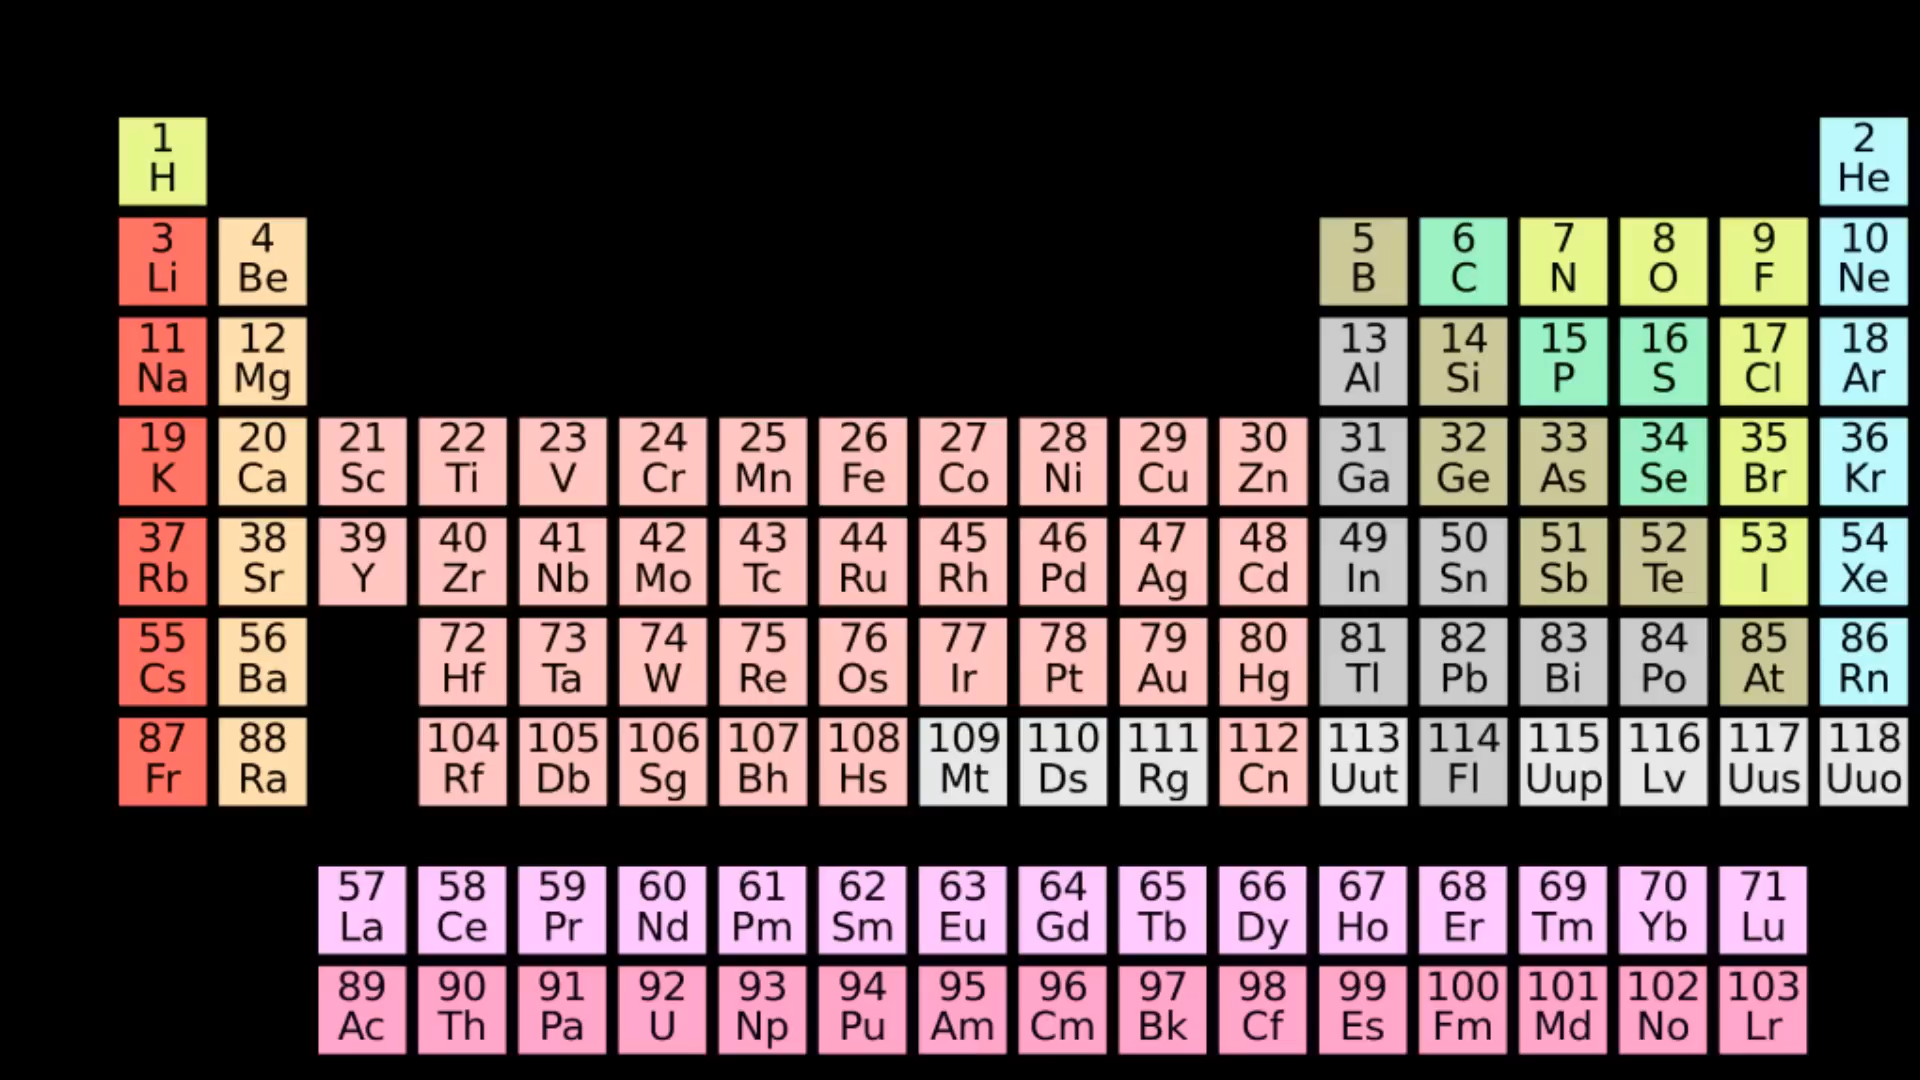 1 2
H He
3 4 5 6 7 8 9 10
Li Be B C N O F Ne
11 12 13 14 15 16 17 18
Na Mg Al Si P S Cl Ar
19 20 21 22 23 24 25 26 27 28 29 30 31 32 33 34 35 36
K Ca Sc Ti V Cr Mn Fe Co Ni Cu Zn Ga Ge As Se Br Kr
37 38 39 40 41 42 43 44 45 46 47 48 49 50 51 52 53 54
Rb Sr Y Zr Nb Mo Tc Ru Rh Pd Ag Cd In Sn Sb Te I Xe
55 56 72 73 74 75 76 77 78 79 80 81 82 83 84 85 86
Cs Ba Hf Ta W Re Os Ir Pt Au Hg Tl Pb Bi Po At Rn
87 88 104 105 106 107 108 109 110 111 112 113 114 115 116 117 118
Fr Ra Rf Db Sg Bh Hs Mt Ds Rg Cn Uut Fl Uup Lv Uus Uuo
57 58 59 60 61 62 63 64 65 66 67 68 69 70 71
La Ce Pr Nd Pm Sm Eu Gd Tb Dy Ho Er Tm Yb Lu
89 90 91 92 93 94 95 96 97 98 99 100 101 102 103
Ac Th Pa U Np Pu Am Cm Bk Cf Es Fm Md No Lr